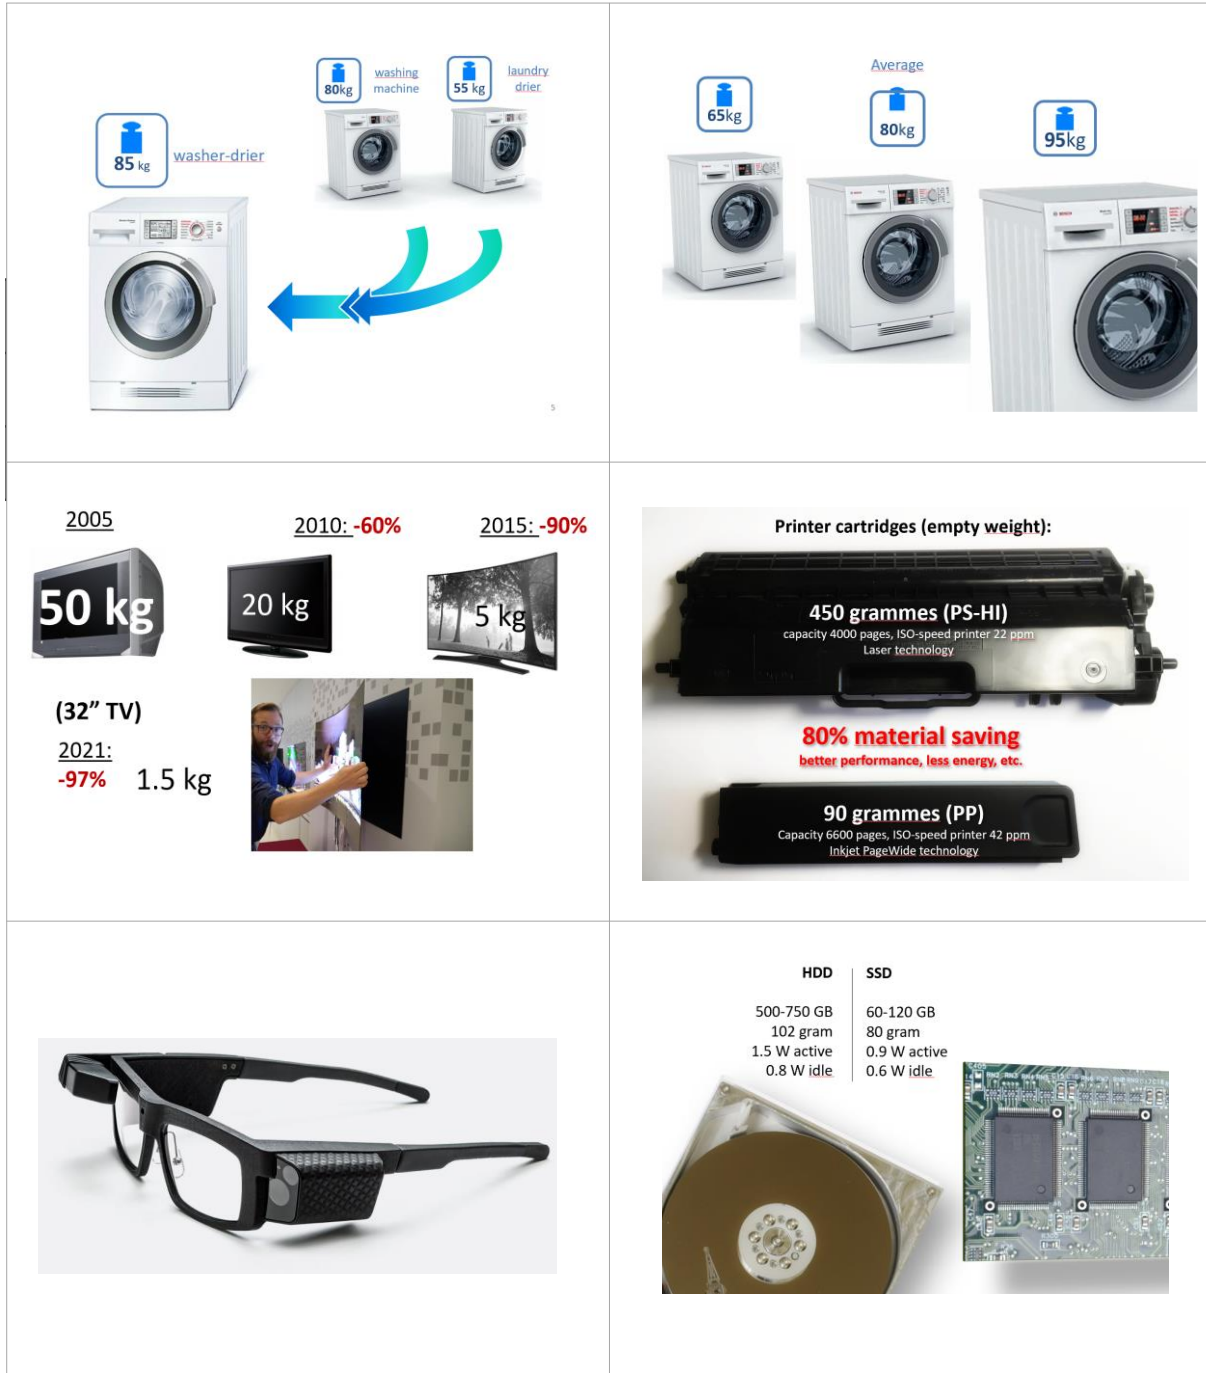 80kg
washing
machine
55 kg
laundry
drier
85 kg
washer-drier
5
Average
65kg
80kg
95kg
BOSCH
2005
2010: -60%
2015: -90%
50 kg
20 kg
5 kg
(32” TV)
2021:
-97%
1.5 kg
Printer cartridges (empty weight):
450 grammes (PS-HI)
capacity 4000 pages, ISO-speed printer 22 ppm
Laser technology
80% material saving
better performance, less energy, etc.
90 grammes (PP)
Capacity 6600 pages, ISO-speed printer 42 ppm
Inkjet PageWide technology
HDD
500-750 GB
102 gram
1.5 W active
0.8 W idle
SSD
60-120 GB
80 gram
0.9 W active
0.6 W idle